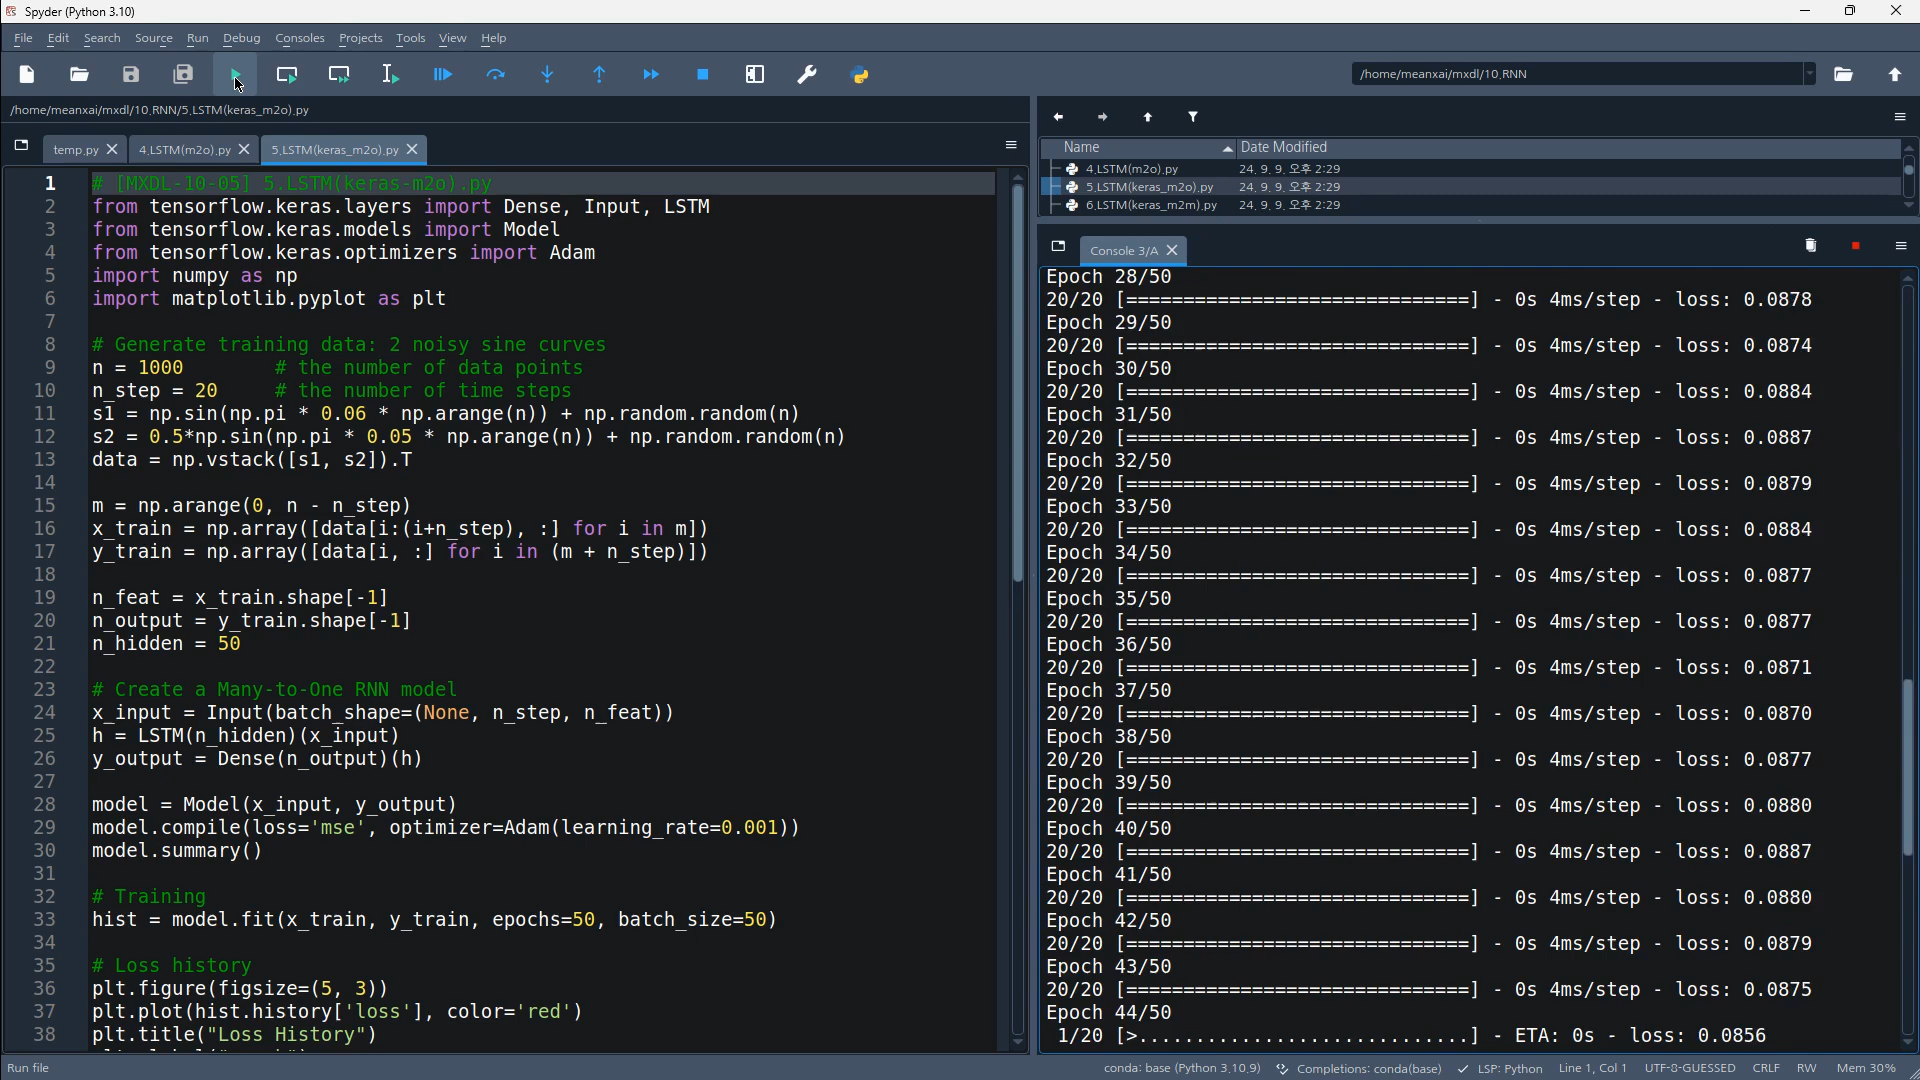 Spyder (Python 3.10)
File Edit Search Source Run Debug Consoles Projects Tools View Help
/home/meanxai/mxdl/10.RNN
/home/meanxai/mxdl/10.RNN/5.LSTM(keras_m2o).py
temp.py 4.LSTM(m2o).py 5.LSTM(keras_m2o).py
1 # [MXDL-10-05] 5.LSTM(keras-m2o).py
2 from tensorflow.keras.layers import Dense, Input, LSTM
3 from tensorflow.keras.models import Model
4 from tensorflow.keras.optimizers import Adam
5 import numpy as np
6 import matplotlib.pyplot as plt
7
8 # Generate training data: 2 noisy sine curves
9 n = 1000 # the number of data points
10 n_step = 20 # the number of time steps
11 s1 = np.sin(np.pi * 0.06 * np.arange(n)) + np.random.random(n)
12 s2 = 0.5*np.sin(np.pi * 0.05 * np.arange(n)) + np.random.random(n)
13 data = np.vstack([s1, s2]).T
14
15 m = np.arange(0, n - n_step)
16 x_train = np.array([data[i:(i+n_step), :] for i in m])
17 y_train = np.array([data[i, :] for i in (m + n_step)])
18
19 n_feat = x_train.shape[-1]
20 n_output = y_train.shape[-1]
21 n_hidden = 50
22
23 # Create a Many-to-One RNN model
24 x_input = Input(batch_shape=(None, n_step, n_feat))
25 h = LSTM(n_hidden)(x_input)
26 y_output = Dense(n_output)(h)
27
28 model = Model(x_input, y_output)
29 model.compile(loss='mse', optimizer=Adam(learning_rate=0.001))
30 model.summary()
31
32 # Training
33 hist = model.fit(x_train, y_train, epochs=50, batch_size=50)
34
35 # Loss history
36 plt.figure(figsize=(5, 3))
37 plt.plot(hist.history['loss'], color='red')
38 plt.title("Loss History")
Name Date Modified
4.LSTM(m2o).py 24. 9. 9. 오후 2:29
5.LSTM(keras_m2o).py 24. 9. 9. 오후 2:29
6.LSTM(keras_m2m).py 24. 9. 9. 오후 2:29
Console 3/A
Epoch 28/50
20/20 [==============================] - 0s 4ms/step - loss: 0.0878
Epoch 29/50
20/20 [==============================] - 0s 4ms/step - loss: 0.0874
Epoch 30/50
20/20 [==============================] - 0s 4ms/step - loss: 0.0884
Epoch 31/50
20/20 [==============================] - 0s 4ms/step - loss: 0.0887
Epoch 32/50
20/20 [==============================] - 0s 4ms/step - loss: 0.0879
Epoch 33/50
20/20 [==============================] - 0s 4ms/step - loss: 0.0884
Epoch 34/50
20/20 [==============================] - 0s 4ms/step - loss: 0.0877
Epoch 35/50
20/20 [==============================] - 0s 4ms/step - loss: 0.0877
Epoch 36/50
20/20 [==============================] - 0s 4ms/step - loss: 0.0871
Epoch 37/50
20/20 [==============================] - 0s 4ms/step - loss: 0.0870
Epoch 38/50
20/20 [==============================] - 0s 4ms/step - loss: 0.0877
Epoch 39/50
20/20 [==============================] - 0s 4ms/step - loss: 0.0880
Epoch 40/50
20/20 [==============================] - 0s 4ms/step - loss: 0.0887
Epoch 41/50
20/20 [==============================] - 0s 4ms/step - loss: 0.0880
Epoch 42/50
20/20 [==============================] - 0s 4ms/step - loss: 0.0879
Epoch 43/50
20/20 [==============================] - 0s 4ms/step - loss: 0.0875
Epoch 44/50
1/20 [>.............................] - ETA: 0s - loss: 0.0856
Run file conda: base (Python 3.10.9) Completions: conda(base) LSP: Python Line 1, Col 1 UTF-8-GUESSED CRLF RW Mem 30%